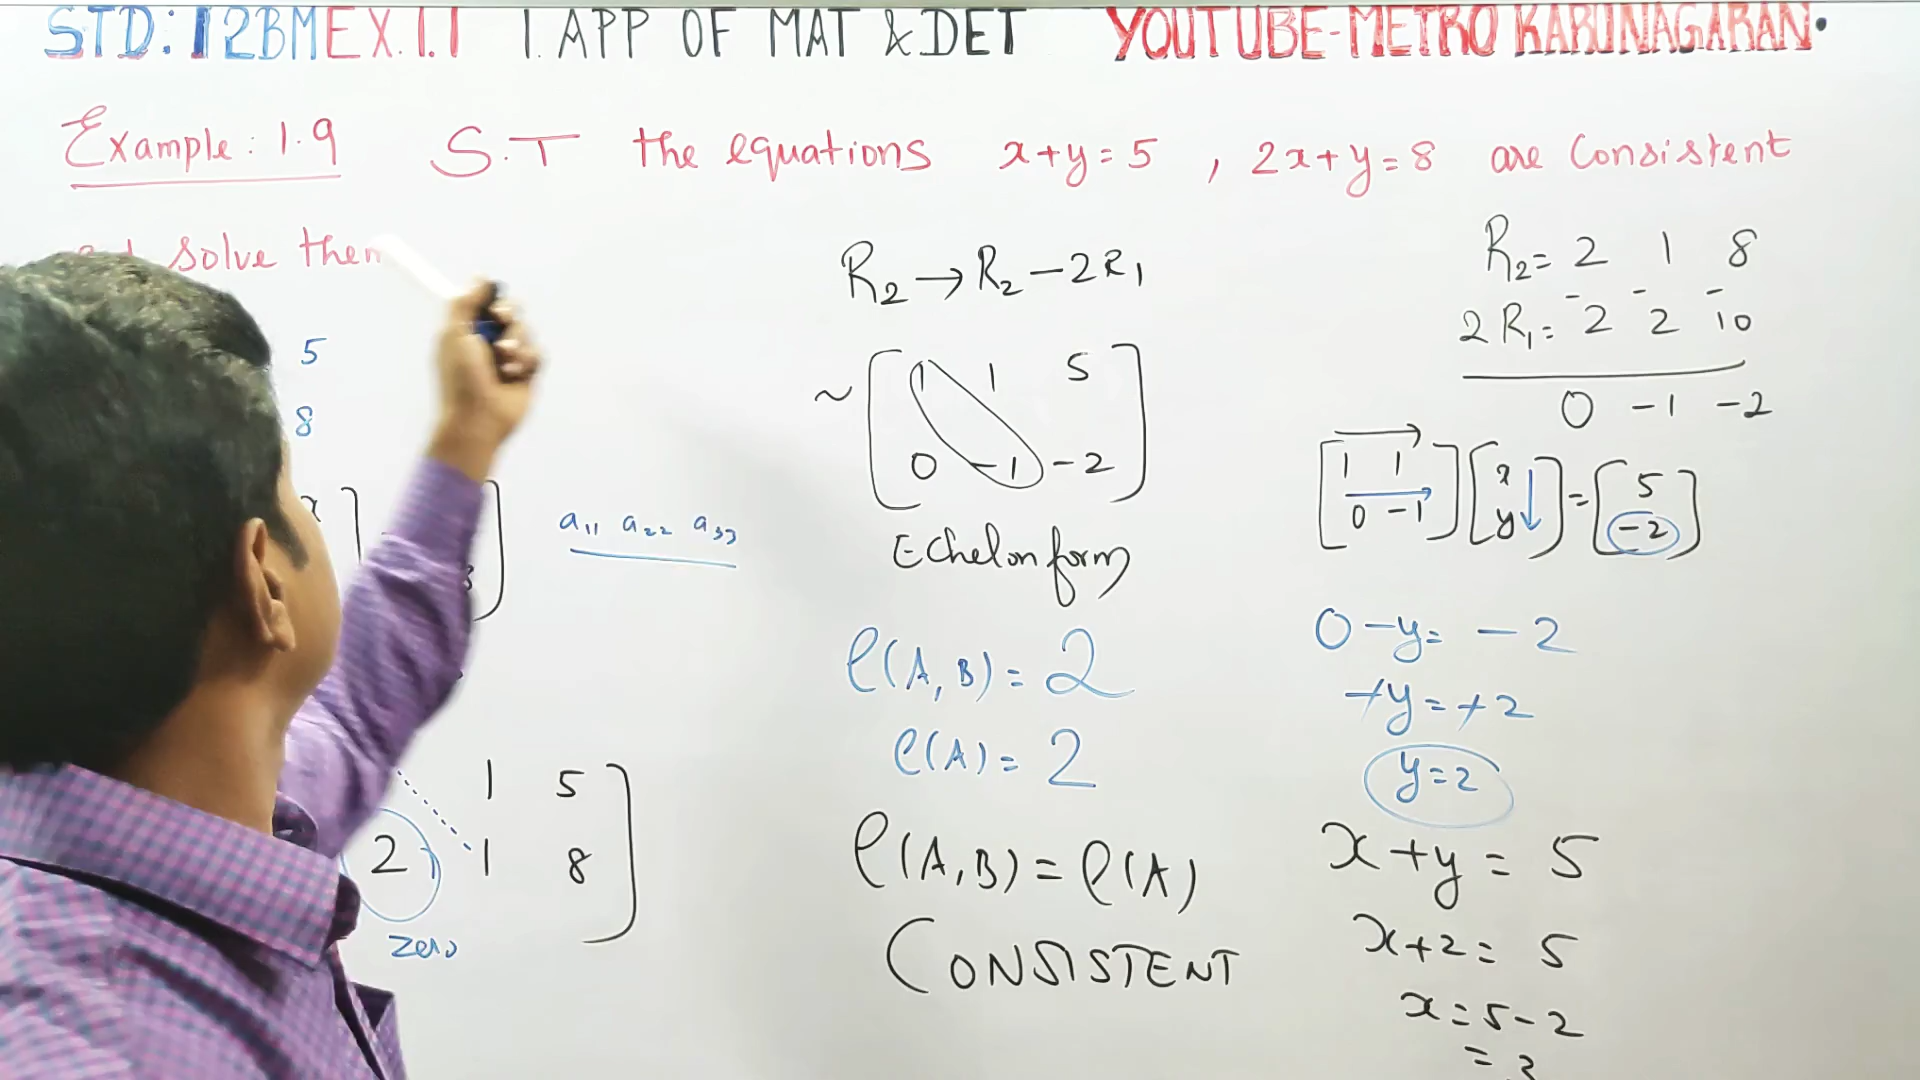 STD: 12BM EX.1.1 1. APP OF MAT & DET YOUTUBE-METRO KARUNAGARAN.
Example: 1.9 S.T the equations x+y=5 , 2x+y=8 are Consistent
solve them
5
8
a11 a22 a33
1 5
2 1 8
zero
R2→R2-2R1
~ [ 1 1 5
0 -1 -2 ]
Echelon form
ρ(A,B)= 2
ρ(A)= 2
ρ(A,B)=ρ(A)
CONSISTENT
R2= 2 1 8
2R1= 2 2 10
0 -1 -2
[ 1 1 ] [ x ] = [ 5 ]
[ 0 -1 ] [ y ] [ -2 ]
0-y= -2
+y=+2
y=2
x+y= 5
x+2= 5
x=5-2
=3